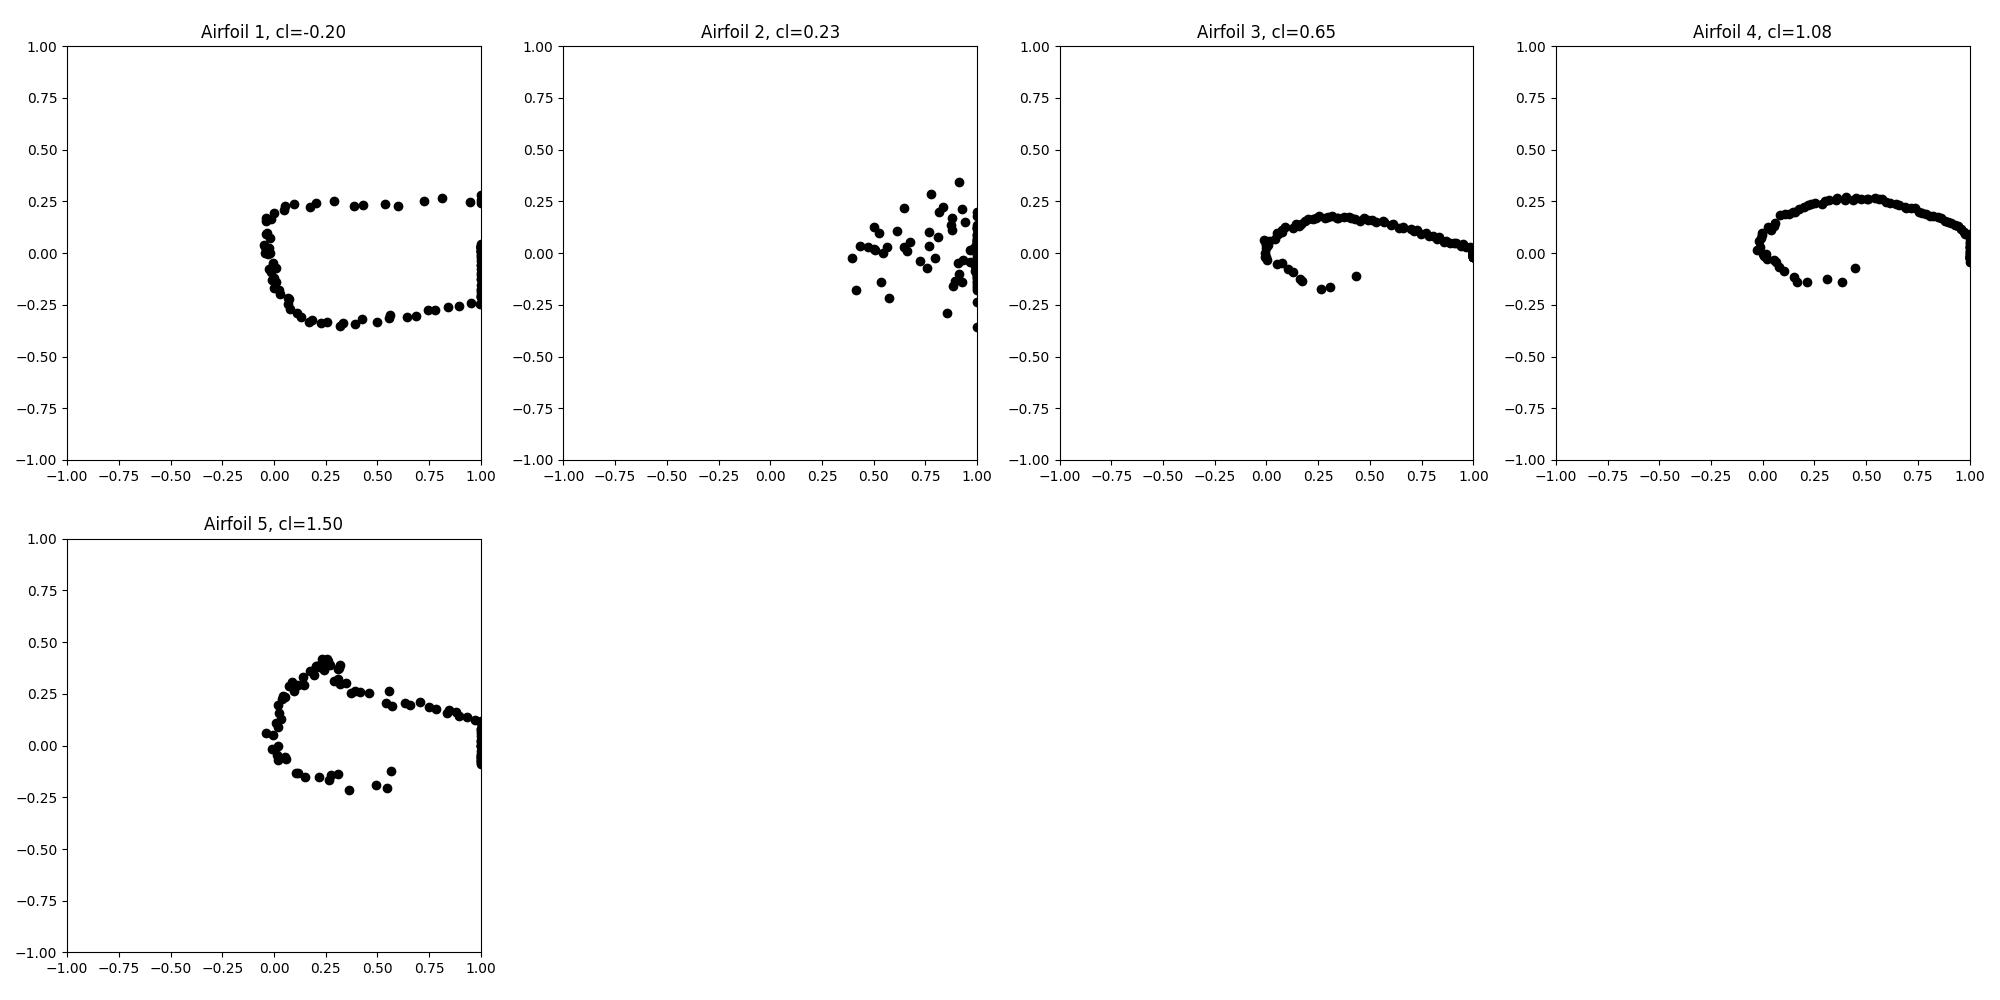 Airfoil 1, cl=-0.20
Airfoil 2, cl=0.23
Airfoil 3, cl=0.65
Airfoil 4, cl=1.08
1.00 1.00 1.00 1.00
0.75 0.75 0.75 0.75
0.50 0.50 0.50 0.50
0.25 0.25 0.25 0.25
0.00 0.00 0.00 0.00
−0.25 −0.25 −0.25 −0.25
−0.50 −0.50 −0.50 −0.50
−0.75 −0.75 −0.75 −0.75
−1.00 −1.00 −1.00 −1.00
−1.00 −0.75 −0.50 −0.25 0.00 0.25 0.50 0.75 1.00
−1.00 −0.75 −0.50 −0.25 0.00 0.25 0.50 0.75 1.00
−1.00 −0.75 −0.50 −0.25 0.00 0.25 0.50 0.75 1.00
−1.00 −0.75 −0.50 −0.25 0.00 0.25 0.50 0.75 1.00
Airfoil 5, cl=1.50
1.00
0.75
0.50
0.25
0.00
−0.25
−0.50
−0.75
−1.00
−1.00 −0.75 −0.50 −0.25 0.00 0.25 0.50 0.75 1.00